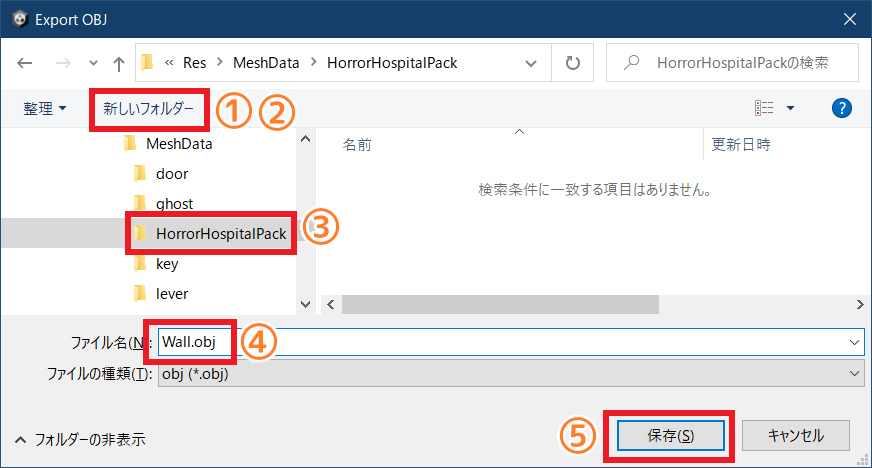 Export OBJ
« Res > MeshData > HorrorHospitalPack
HorrorHospitalPackの検索
整理
新しいフォルダー
① ②
MeshData
door
ghost
HorrorHospitalPack
③
key
lever
名前
更新日時
検索条件に一致する項目はありません。
ファイル名(N):
Wall.obj
④
ファイルの種類(T):
obj (*.obj)
フォルダーの非表示
⑤
保存(S)
キャンセル